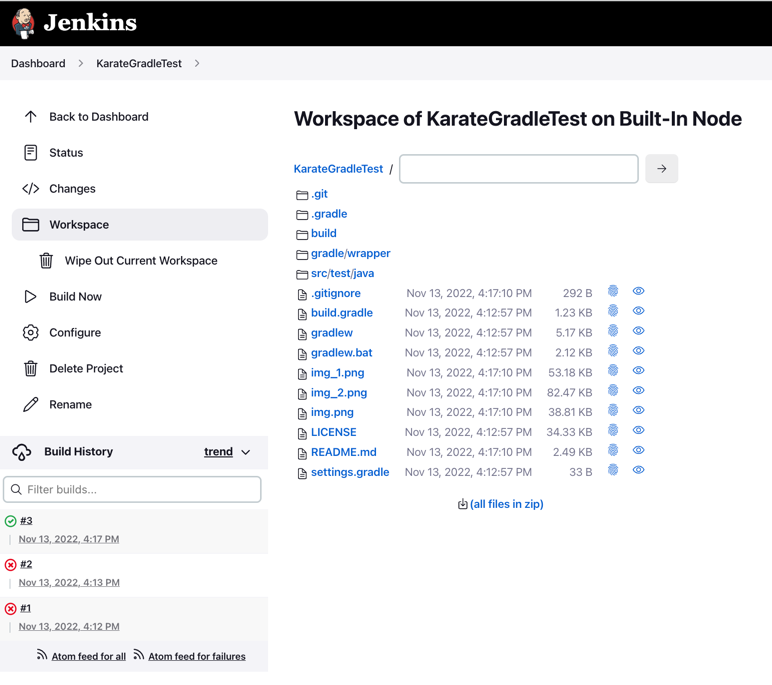 Jenkins
Dashboard > KarateGradleTest >
Back to Dashboard
Status
Changes
Workspace
Wipe Out Current Workspace
Build Now
Configure
Delete Project
Rename
Build History trend
Filter builds...
#3
Nov 13, 2022, 4:17 PM
#2
Nov 13, 2022, 4:13 PM
#1
Nov 13, 2022, 4:12 PM
Atom feed for all Atom feed for failures
Workspace of KarateGradleTest on Built-In Node
KarateGradleTest /
.git
.gradle
build
gradle/wrapper
src/test/java
.gitignore Nov 13, 2022, 4:17:10 PM 292 B
build.gradle Nov 13, 2022, 4:12:57 PM 1.23 KB
gradlew Nov 13, 2022, 4:12:57 PM 5.17 KB
gradlew.bat Nov 13, 2022, 4:12:57 PM 2.12 KB
img_1.png Nov 13, 2022, 4:17:10 PM 53.18 KB
img_2.png Nov 13, 2022, 4:17:10 PM 82.47 KB
img.png Nov 13, 2022, 4:17:10 PM 38.81 KB
LICENSE Nov 13, 2022, 4:12:57 PM 34.33 KB
README.md Nov 13, 2022, 4:17:10 PM 2.49 KB
settings.gradle Nov 13, 2022, 4:12:57 PM 33 B
(all files in zip)